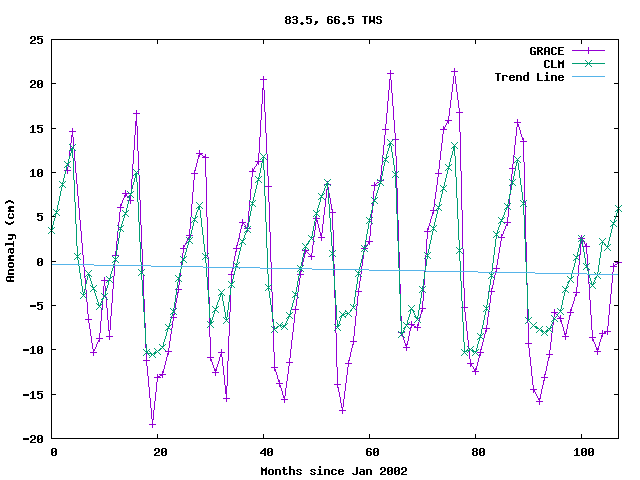 83.5, 66.5 TWS
GRACE
CLM
Trend Line
25
20
15
10
5
0
-5
-10
-15
-20
Anomaly (cm)
0 20 40 60 80 100
Months since Jan 2002